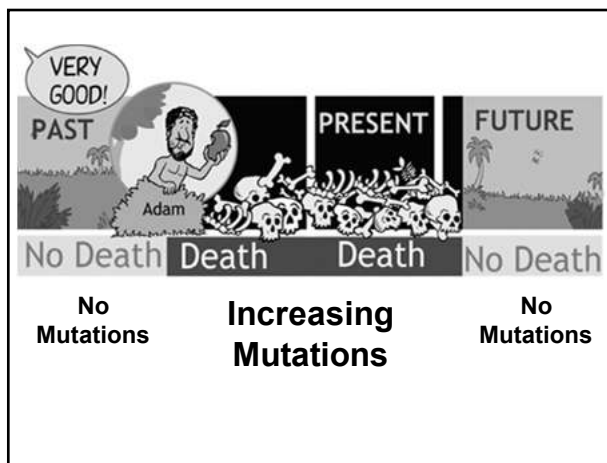 VERY
GOOD!
PAST
PRESENT
FUTURE
Adam
No Death
Death
Death
No Death
No
Mutations
Increasing
Mutations
No
Mutations